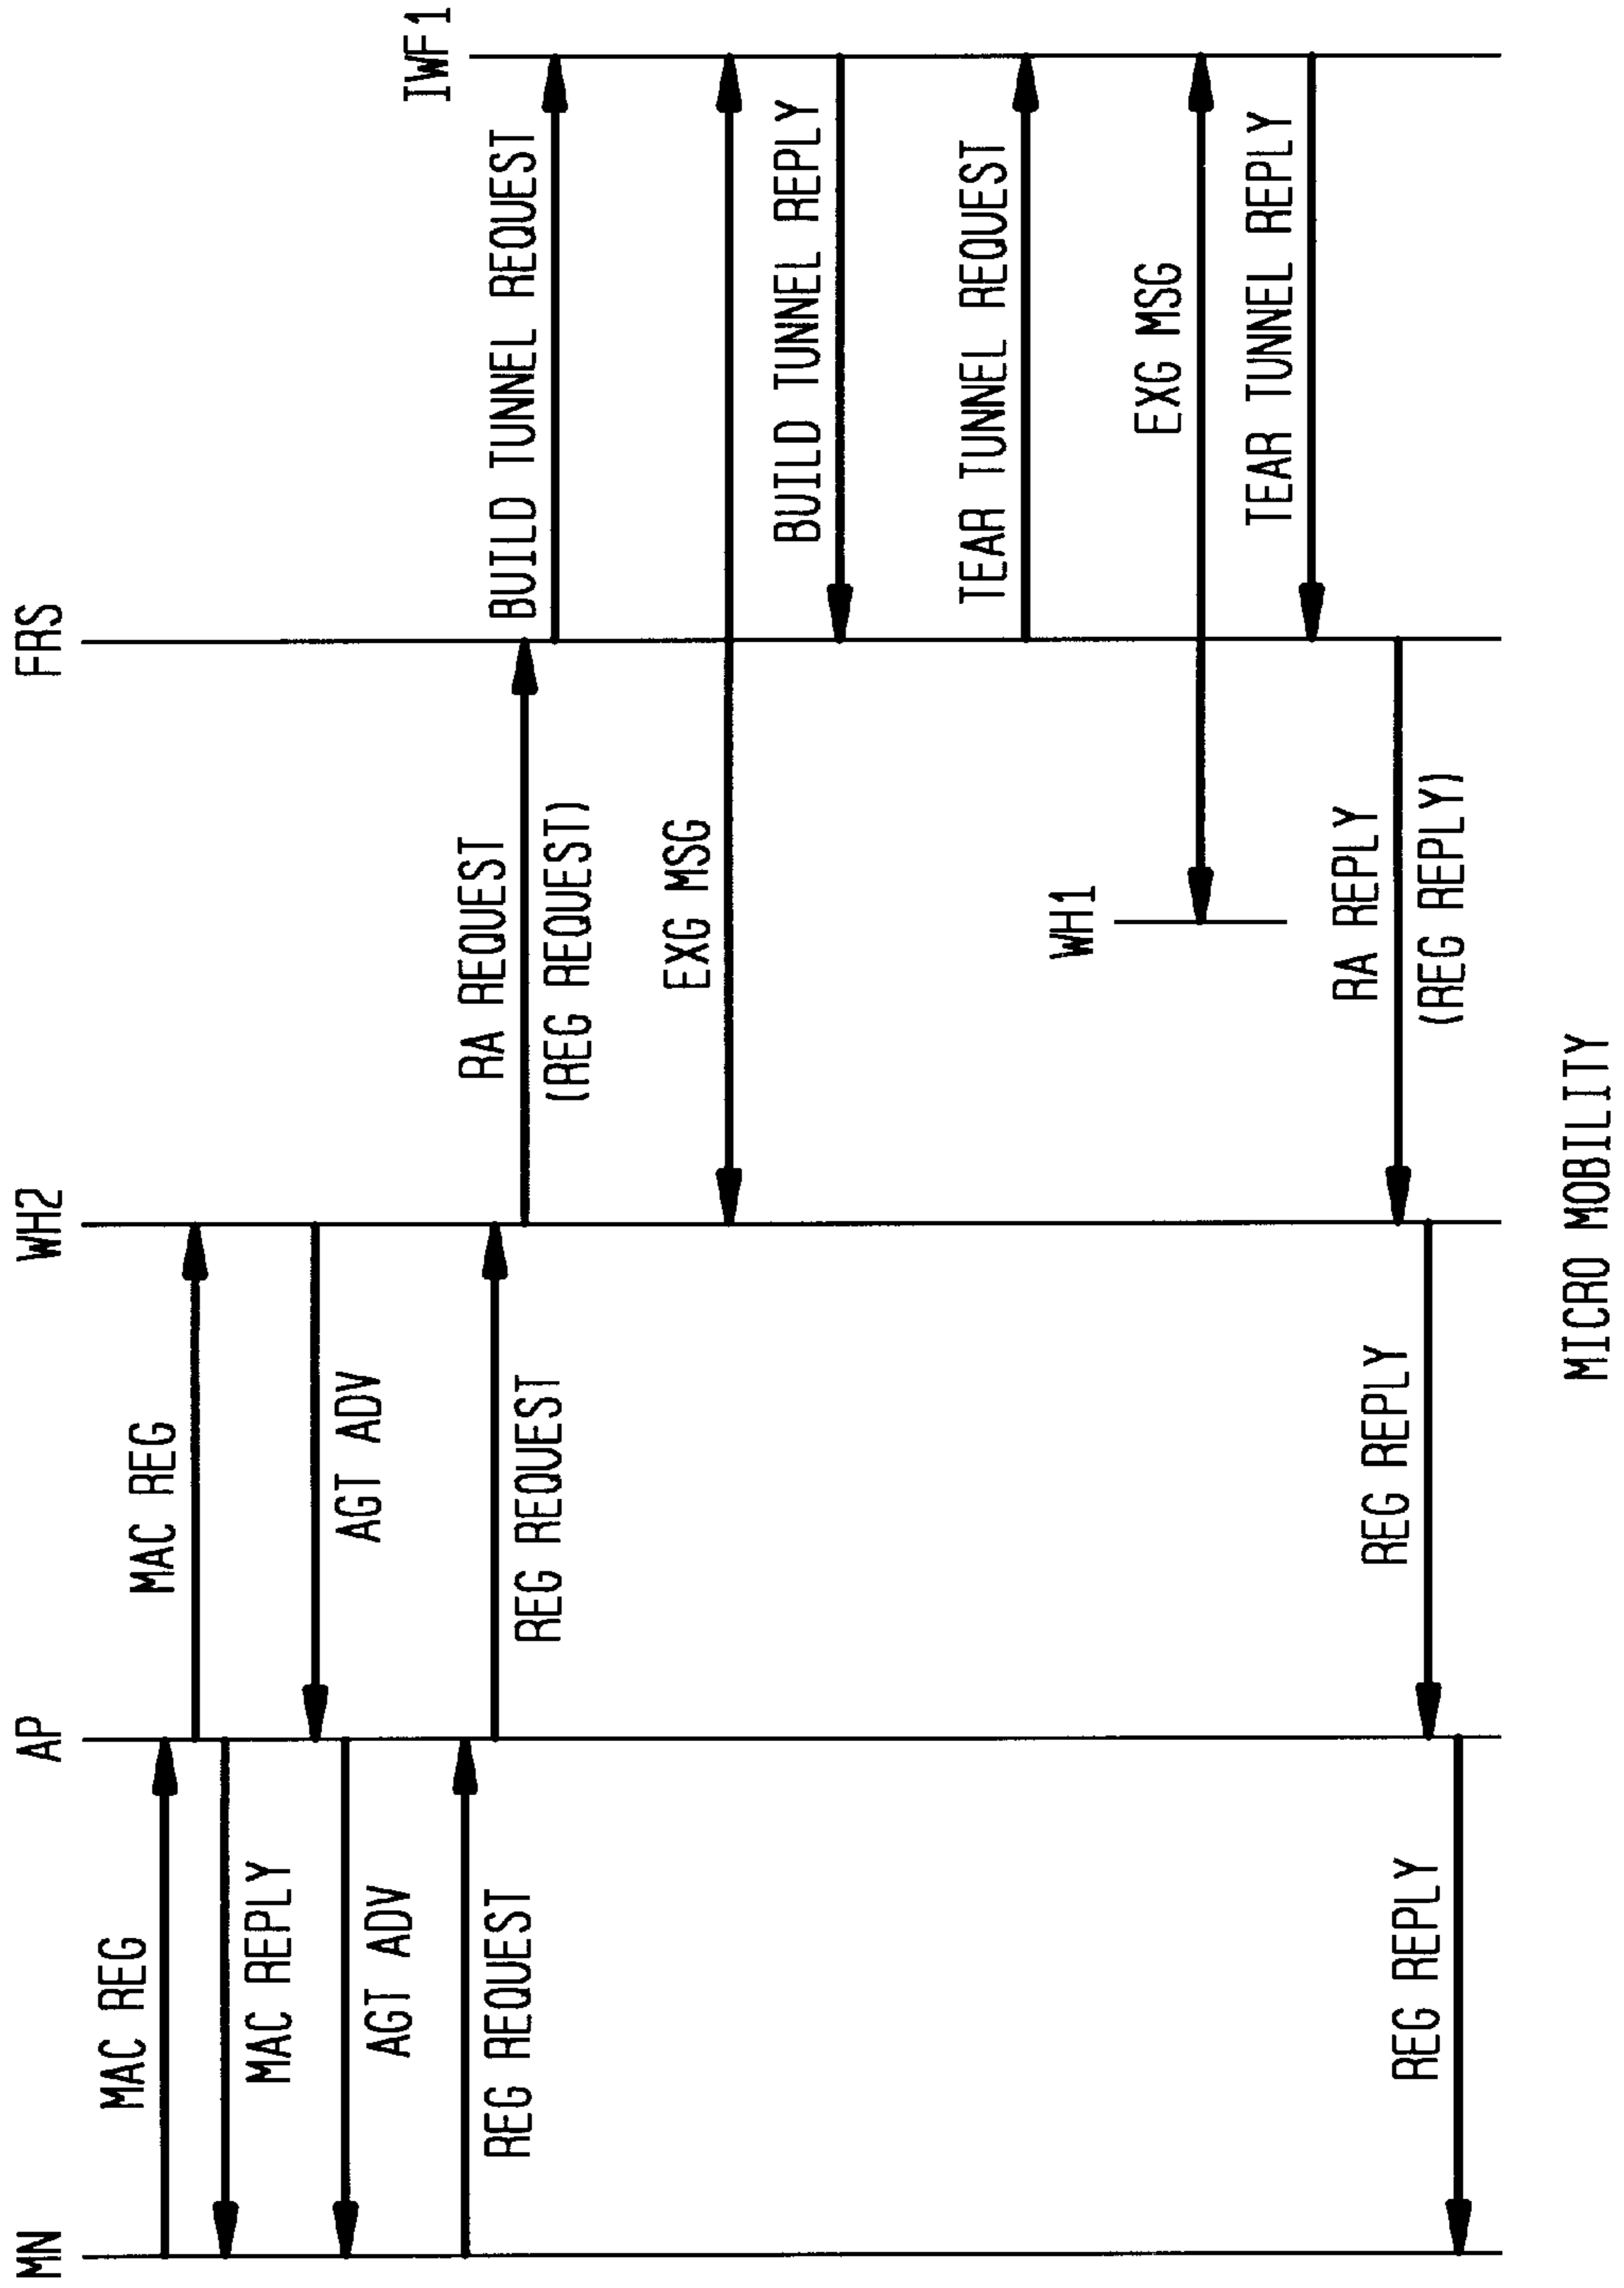 MN
AP
WH2
FRS
IWF1
MAC REG
MAC REG
MAC REPLY
AGT ADV
AGT ADV
REG REQUEST
REG REQUEST
RA REQUEST
(REG REQUEST)
BUILD TUNNEL REQUEST
EXG MSG
BUILD TUNNEL REPLY
TEAR TUNNEL REQUEST
WH1
EXG MSG
TEAR TUNNEL REPLY
RA REPLY
(REG REPLY)
REG REPLY
REG REPLY
MICRO MOBILITY